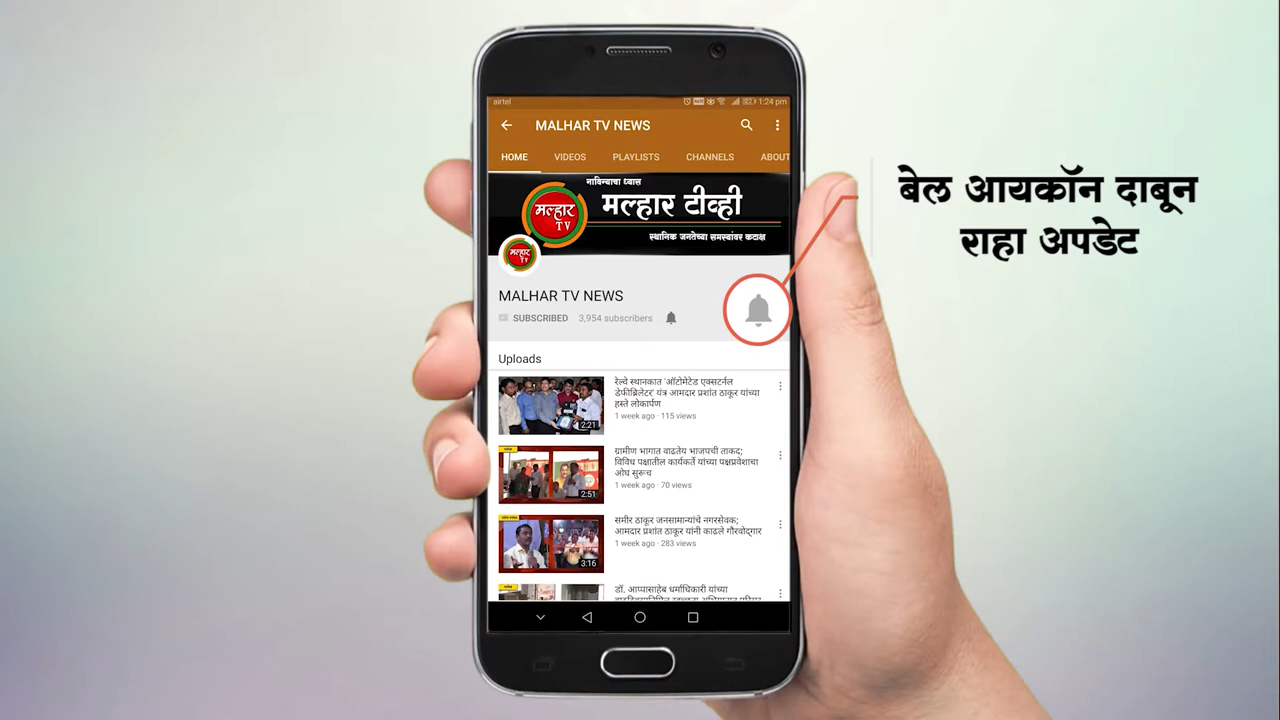 airtel 1:24 pm
MALHAR TV NEWS
HOME VIDEOS PLAYLISTS CHANNELS ABOUT
नाविन्याचा ध्यास
मल्हार टीव्ही
मल्हार
TV
स्थानिक जनतेच्या समस्यांवर कटाक्ष
मल्हार
TV
MALHAR TV NEWS
SUBSCRIBED 3,954 subscribers
Uploads
रेल्वे स्थानकात 'ऑटोमेटेड एक्सटर्नल
डेफीब्रिलेटर' यंत्र आमदार प्रशांत ठाकूर यांच्या
हस्ते लोकार्पण
1 week ago · 115 views
2:21
ग्रामीण भागात वाढतेय भाजपची ताकद;
विविध पक्षातील कार्यकर्ते यांच्या पक्षप्रवेशाचा
ओघ सुरूच
1 week ago · 70 views
2:51
समीर ठाकूर जनसामान्यांचे नगरसेवक;
आमदार प्रशांत ठाकूर यांनी काढले गौरवोद्गार
1 week ago · 283 views
3:16
डॉ. आप्पासाहेब धर्माधिकारी यांच्या
बेल आयकॉन दाबून
राहा अपडेट